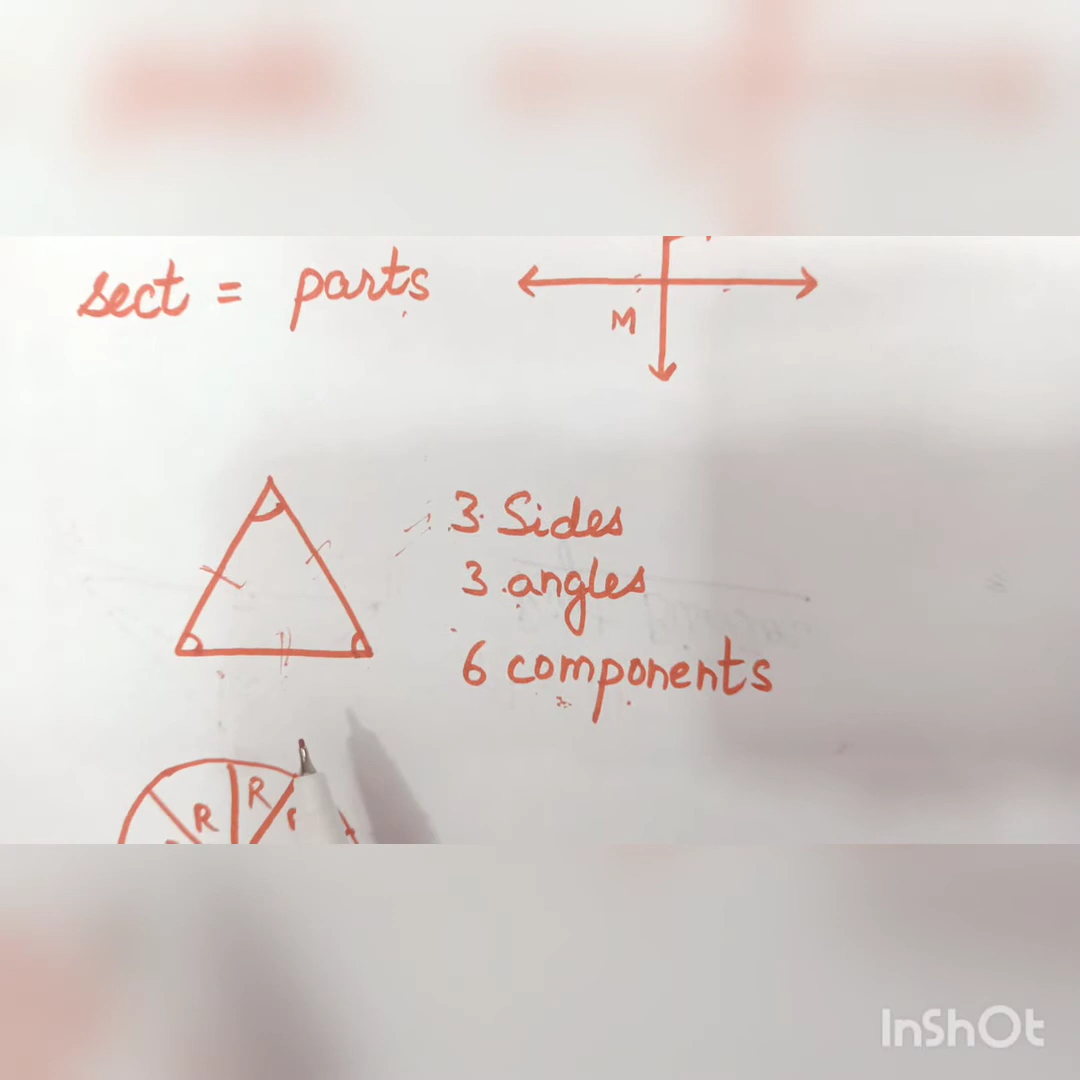 sect = parts
M
3 Sides
3 angles
6 components
R
R
InShOt